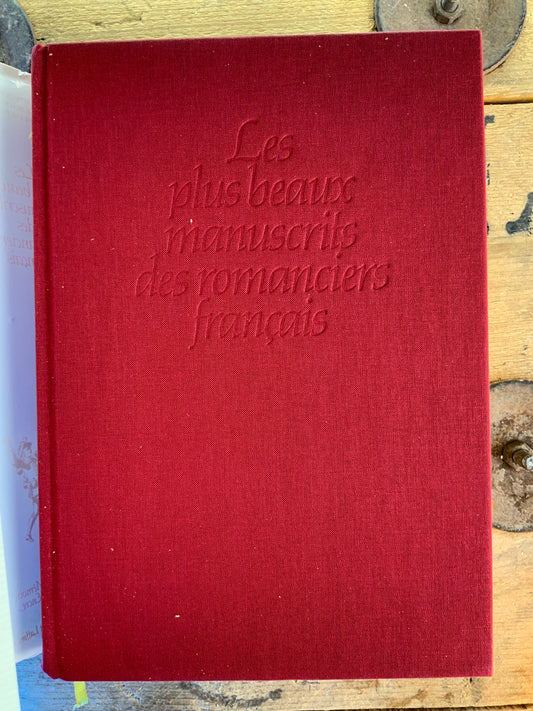 Les
plus beaux
manuscrits
des romanciers
français